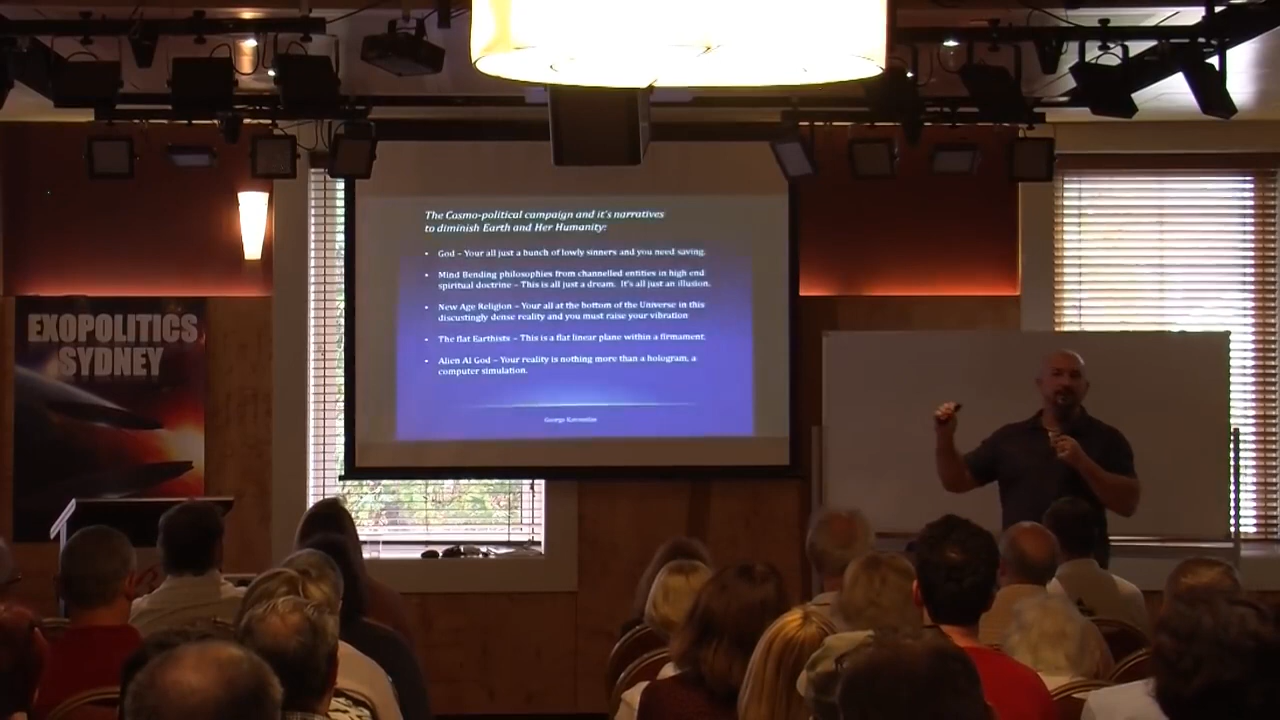 EXOPOLITICS
SYDNEY
The Cosmo-political campaign and it's narratives
to diminish Earth and Her Humanity:
• God – Your all just a bunch of lowly sinners and you need saving.
• Mind Bending philosophies from channelled entities in high end
spiritual doctrine – This is all just a dream. It's all just an illusion.
• New Age Religion – Your all at the bottom of the Universe in this
discustingly dense reality and you must raise your vibration
• The flat Earthists – This is a flat linear plane within a firmament.
• Alien AI God – Your reality is nothing more than a hologram, a
computer simulation.
George